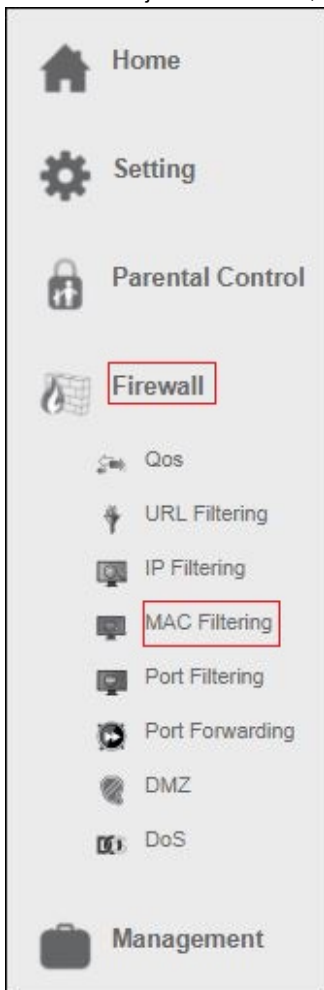 Home
Setting
Parental Control
Firewall
Qos
URL Filtering
IP Filtering
MAC Filtering
Port Filtering
Port Forwarding
DMZ
DoS
Management